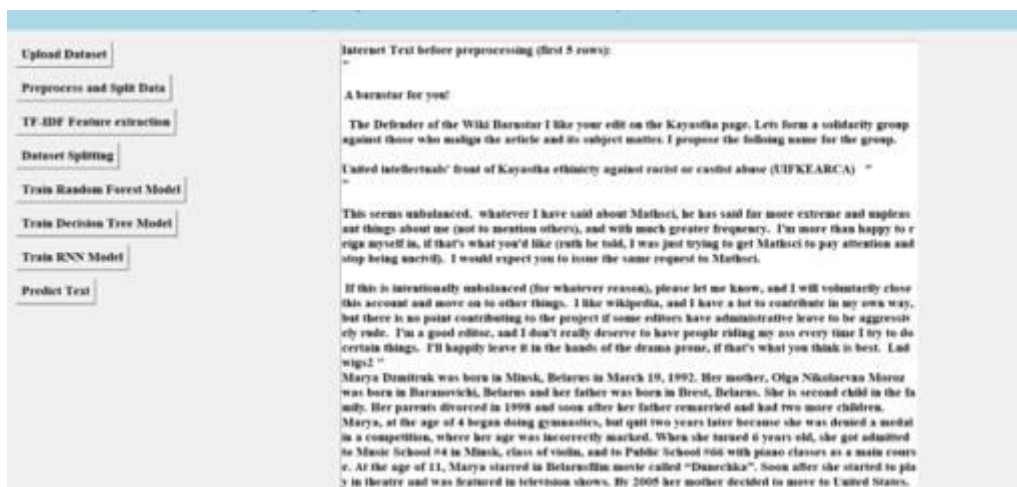 Upload Dataset
Preprocess and Split Data
TF-IDF Feature extraction
Dataset Splitting
Train Random Forest Model
Train Decision Tree Model
Train RNN Model
Predict Text
Internet Text before preprocessing (first 5 rows):
"
A barnstar for you!
The Defender of the Wiki Barnstar I like your edit on the Kayastha page. Lets form a solidarity group
against those who malign the article and its subject matter. I propose the folloing name for the group.
United intellectuals' front of Kayastha ethinicty against racist or castist abuse (UIFKEARCA) "
"
This seems unbalanced. whatever I have said about Mathsci, he has said far more extreme and unpleas
ant things about me (not to mention others), and with much greater frequency. I'm more than happy to r
eign myself in, if that's what you'd like (ruth be told, I was just trying to get Mathsci to pay attention and
stop being uncivil). I would expect you to issue the same request to Mathsci.
If this is intentionally unbalanced (for whatever reason), please let me know, and I will voluntarily close
this account and move on to other things. I like wikipedia, and I have a lot to contribute in my own way,
but there is no point contributing to the project if some editors have administrative leave to be aggressiv
ely rude. I'm a good editor, and I don't really deserve to have people riding my ass every time I try to do
certain things. I'll happily leave it in the hands of the drama prone, if that's what you think is best. Lud
wigs2 "
Marya Dzmitruk was born in Minsk, Belarus in March 19, 1992. Her mother, Olga Nikolaevna Moroz
was born in Baranovichi, Belarus and her father was born in Brest, Belarus. She is second child in the fa
mily. Her parents divorced in 1998 and soon after her father remarried and had two more children.
Marya, at the age of 4 began doing gymnastics, but quit two years later because she was denied a medal
in a competition, where her age was incorrectly marked. When she turned 6 years old, she got admitted
to Music School #4 in Minsk, class of violin, and to Public School #66 with piano classes as a main cours
e. At the age of 11, Marya starred in Belarusfilm movie called "Dunechka". Soon after she started to pla
y in theatre and was featured in television shows. By 2005 her mother decided to move to United States.